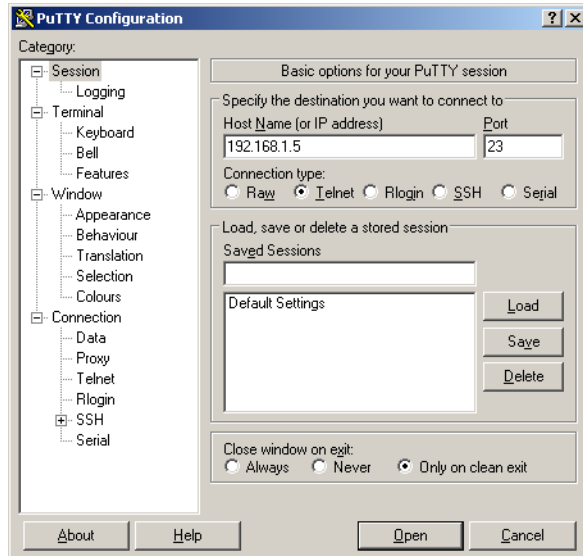 PuTTY Configuration
Category:
Session
Logging
Terminal
Keyboard
Bell
Features
Window
Appearance
Behaviour
Translation
Selection
Colours
Connection
Data
Proxy
Telnet
Rlogin
SSH
Serial
Basic options for your PuTTY session
Specify the destination you want to connect to
Host Name (or IP address) Port
192.168.1.5 23
Connection type:
Raw Telnet Rlogin SSH Serial
Load, save or delete a stored session
Saved Sessions
Default Settings
Load
Save
Delete
Close window on exit:
Always Never Only on clean exit
About Help Open Cancel